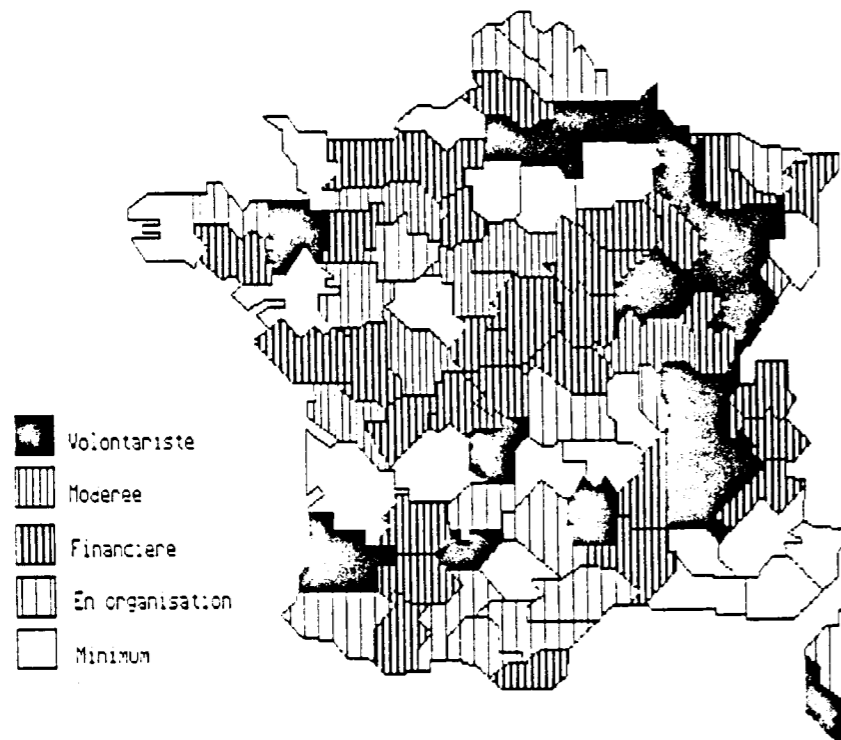 Volontariste
Moderee
Financiere
En organisation
Minimum